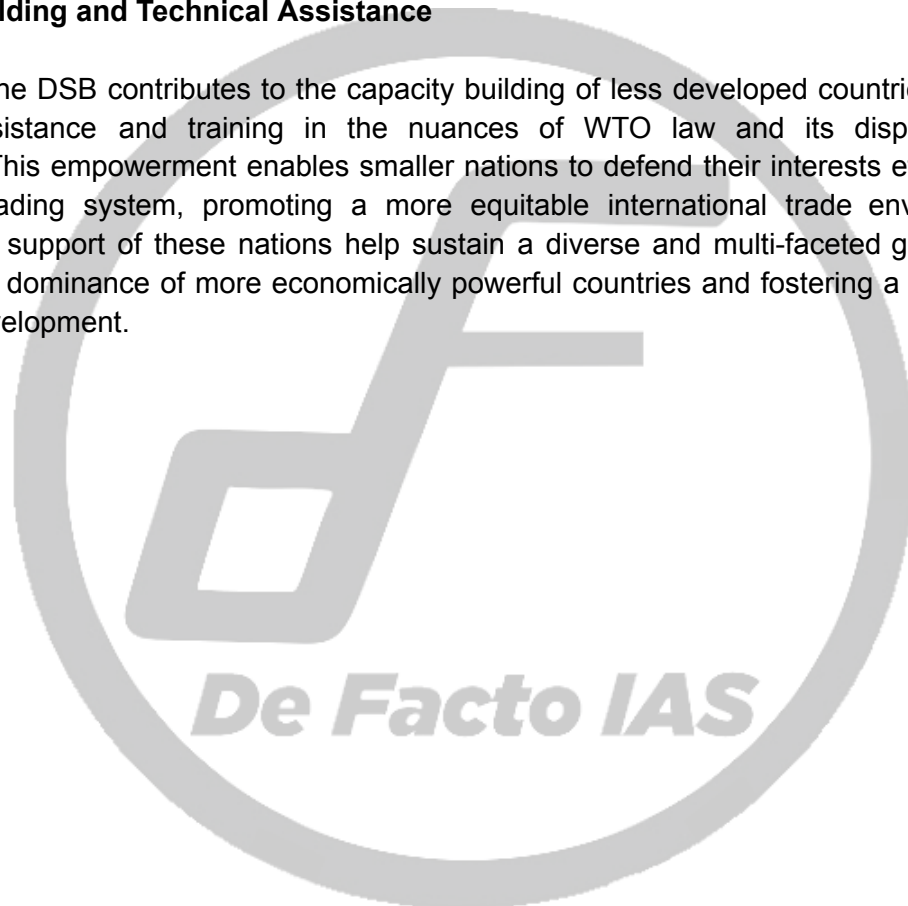 lding and Technical Assistance
ne DSB contributes to the capacity building of less developed countrie
sistance and training in the nuances of WTO law and its disp
This empowerment enables smaller nations to defend their interests e
ading system, promoting a more equitable international trade env
support of these nations help sustain a diverse and multi-faceted g
dominance of more economically powerful countries and fostering a
velopment.
De Facto IAS